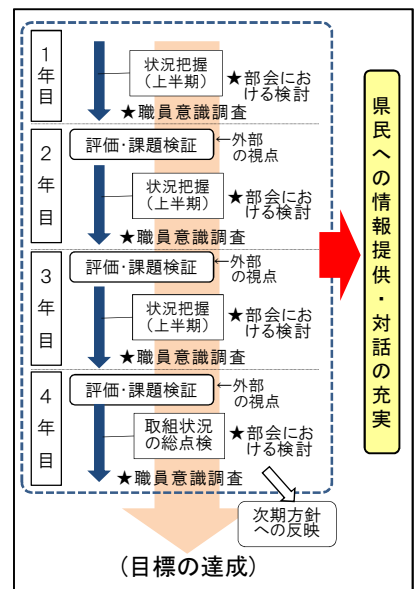 1年目
状況把握
(上半期)
★部会にお
ける検討
★職員意識調査
2年目
評価・課題検証
←外部
の視点
状況把握
(上半期)
★部会にお
ける検討
★職員意識調査
3年目
評価・課題検証
←外部
の視点
状況把握
(上半期)
★部会にお
ける検討
★職員意識調査
4年目
評価・課題検証
←外部
の視点
取組状況
の総点検
★部会にお
ける検討
★職員意識調査
次期方針
への反映
(目標の達成)
県民への情報提供・対話の充実